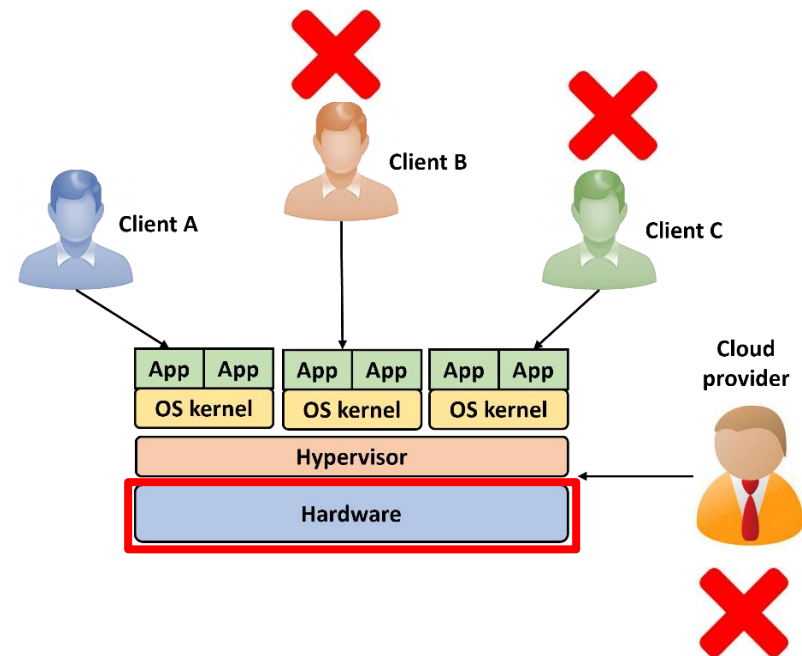 Client B
Client A
Client C
Cloud
provider
App App App App App App
OS kernel OS kernel OS kernel
Hypervisor
Hardware